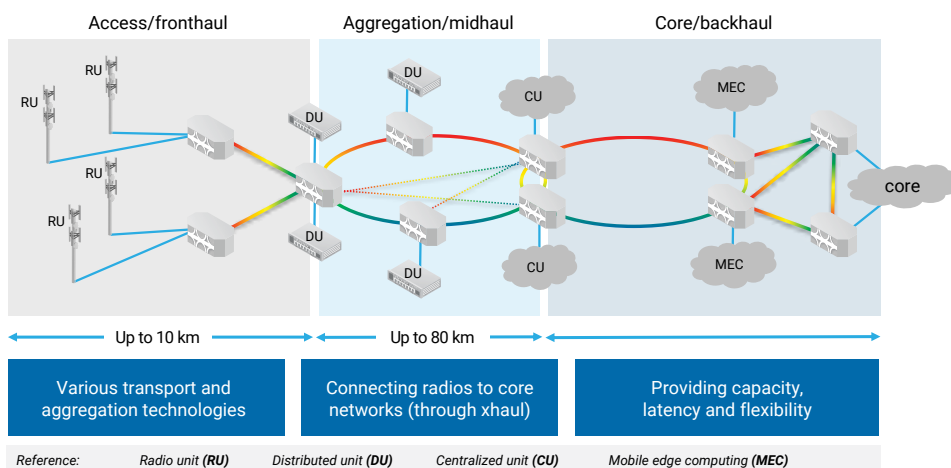 Access/fronthaul
Aggregation/midhaul
Core/backhaul
RU
RU
RU
RU
DU
DU
DU
DU
CU
CU
MEC
MEC
core
Up to 10 km
Up to 80 km
Various transport and
aggregation technologies
Connecting radios to core
networks (through xhaul)
Providing capacity,
latency and flexibility
Reference: Radio unit (RU) Distributed unit (DU) Centralized unit (CU) Mobile edge computing (MEC)